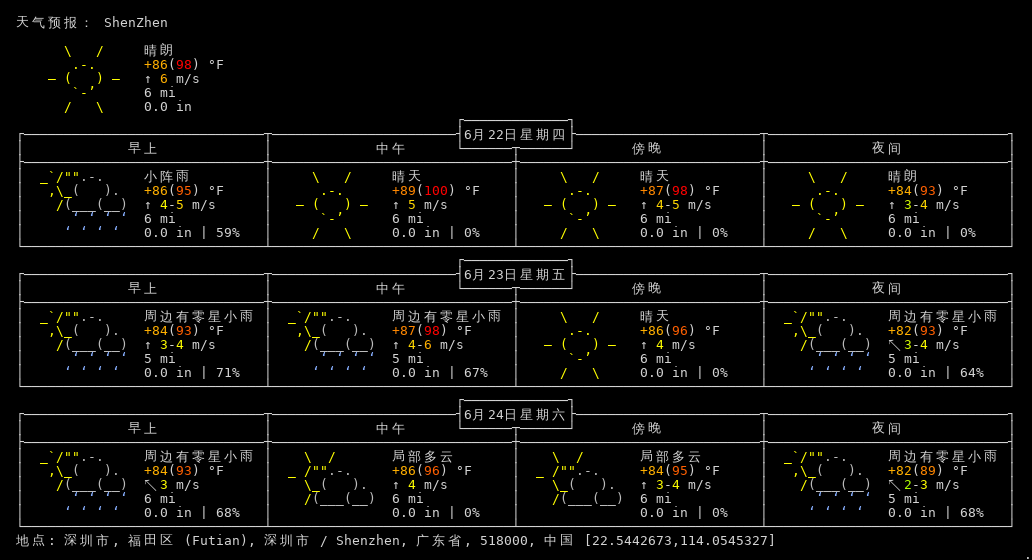 天气预报： ShenZhen
晴朗
+86(98) °F
↑ 6 m/s
6 mi
0.0 in
6月22日星期四
早上 中午 傍晚 夜间
小阵雨 晴天 晴天 晴朗
+86(95) °F +89(100) °F +87(98) °F +84(93) °F
↑ 4-5 m/s ↑ 5 m/s ↑ 4-5 m/s ↑ 3-4 m/s
6 mi 6 mi 6 mi 6 mi
0.0 in | 59% 0.0 in | 0% 0.0 in | 0% 0.0 in | 0%
6月23日星期五
早上 中午 傍晚 夜间
周边有零星小雨 周边有零星小雨 晴天 周边有零星小雨
+84(93) °F +87(98) °F +86(96) °F +82(93) °F
↑ 3-4 m/s ↑ 4-6 m/s ↑ 4 m/s ↖ 3-4 m/s
5 mi 5 mi 6 mi 5 mi
0.0 in | 71% 0.0 in | 67% 0.0 in | 0% 0.0 in | 64%
6月24日星期六
早上 中午 傍晚 夜间
周边有零星小雨 局部多云 局部多云 周边有零星小雨
+84(93) °F +86(96) °F +84(95) °F +82(89) °F
↖ 3 m/s ↑ 4 m/s ↑ 3-4 m/s ↖ 2-3 m/s
6 mi 6 mi 6 mi 5 mi
0.0 in | 68% 0.0 in | 0% 0.0 in | 0% 0.0 in | 68%
地点: 深圳市, 福田区 (Futian), 深圳市 / Shenzhen, 广东省, 518000, 中国 [22.5442673,114.0545327]